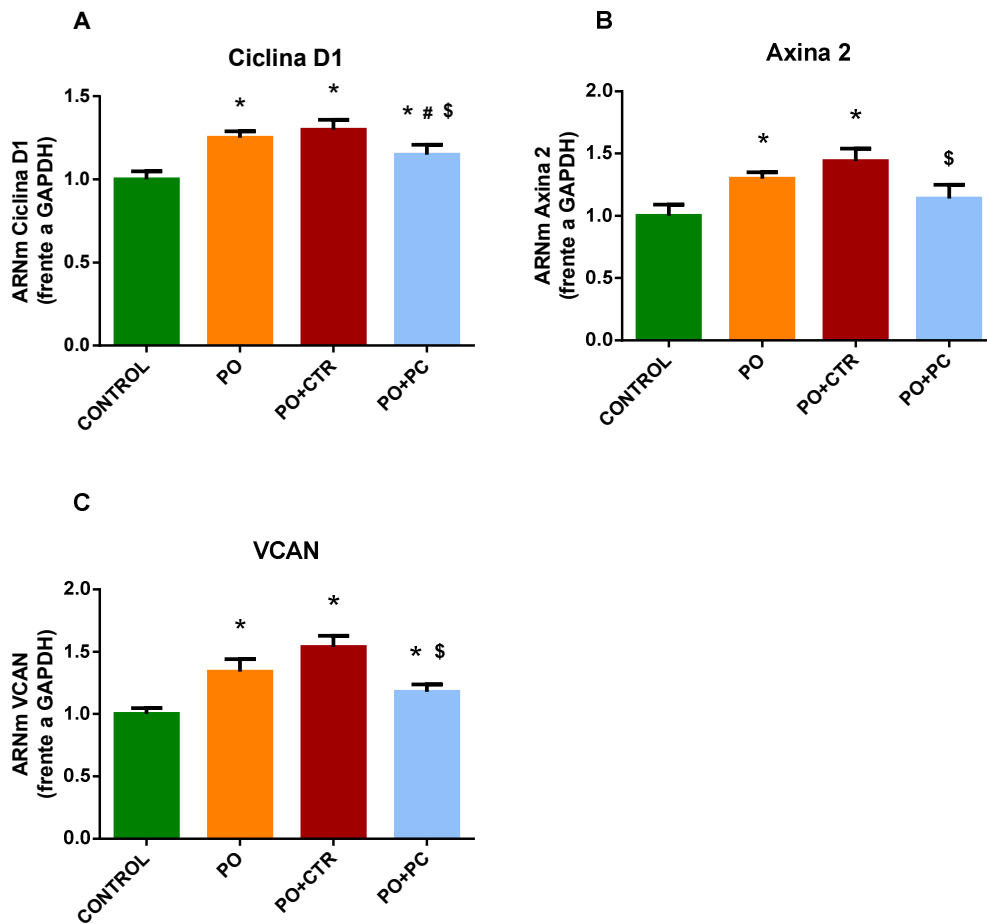 A
Ciclina D1
ARNm Ciclina D1
(frente a GAPDH)
1.5
1.0
0.5
0.0
*
*
* # $
CONTROL
PO
PO+CTR
PO+PC
B
Axina 2
ARNm Axina 2
(frente a GAPDH)
2.0
1.5
1.0
0.5
0.0
*
*
$
CONTROL
PO
PO+CTR
PO+PC
C
VCAN
ARNm VCAN
(frente a GAPDH)
2.0
1.5
1.0
0.5
0.0
*
*
* $
CONTROL
PO
PO+CTR
PO+PC